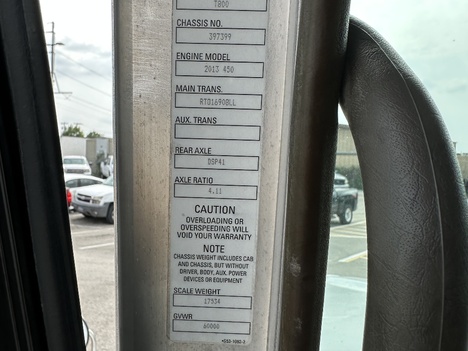 T800
CHASSIS NO.
397399
ENGINE MODEL
2013 450
MAIN TRANS.
RTO16908LL
AUX. TRANS
REAR AXLE
DSP41
AXLE RATIO
4.11
CAUTION
OVERLOADING OR
OVERSPEEDING WILL
VOID YOUR WARRANTY
NOTE
CHASSIS WEIGHT INCLUDES CAB
AND CHASSIS, BUT WITHOUT
DRIVER, BODY, AUX. POWER
DEVICES OR EQUIPMENT
SCALE WEIGHT
17934
GVWR
60000